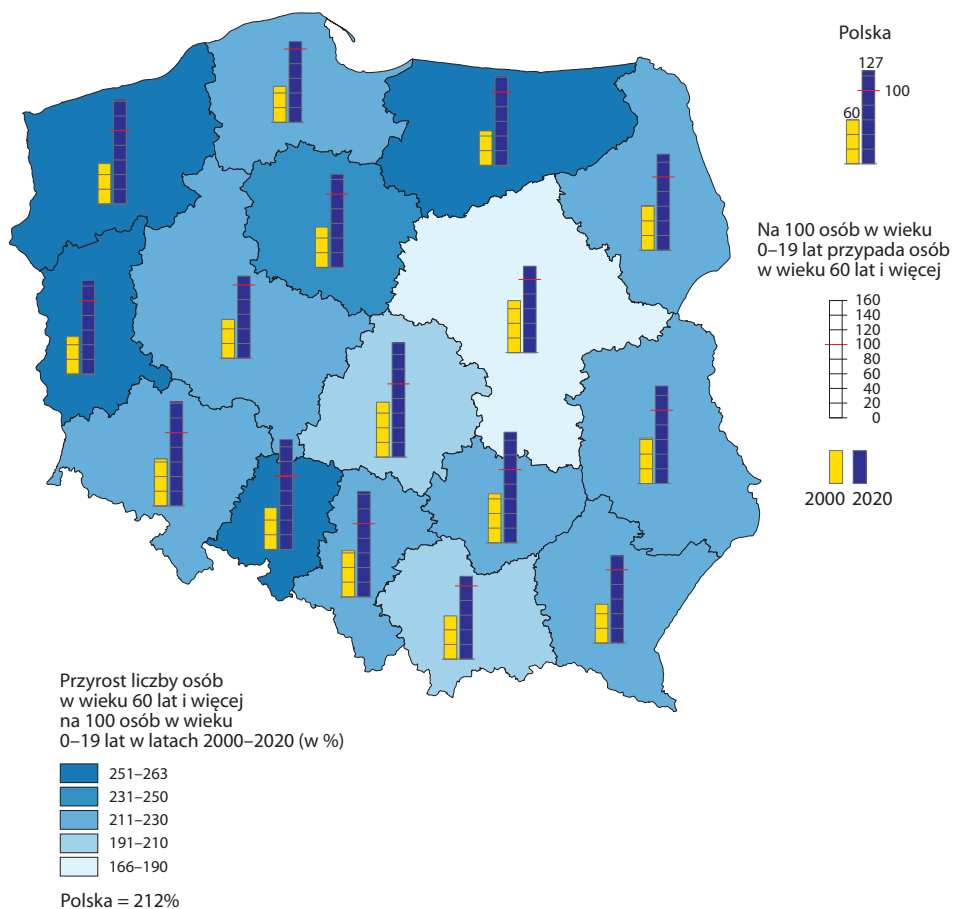 Polska
127
100
60
Na 100 osób w wieku
0–19 lat przypada osób
w wieku 60 lat i więcej
160
140
120
100
80
60
40
20
0
2000 2020
Przyrost liczby osób
w wieku 60 lat i więcej
na 100 osób w wieku
0–19 lat w latach 2000–2020 (w %)
251–263
231–250
211–230
191–210
166–190
Polska = 212%